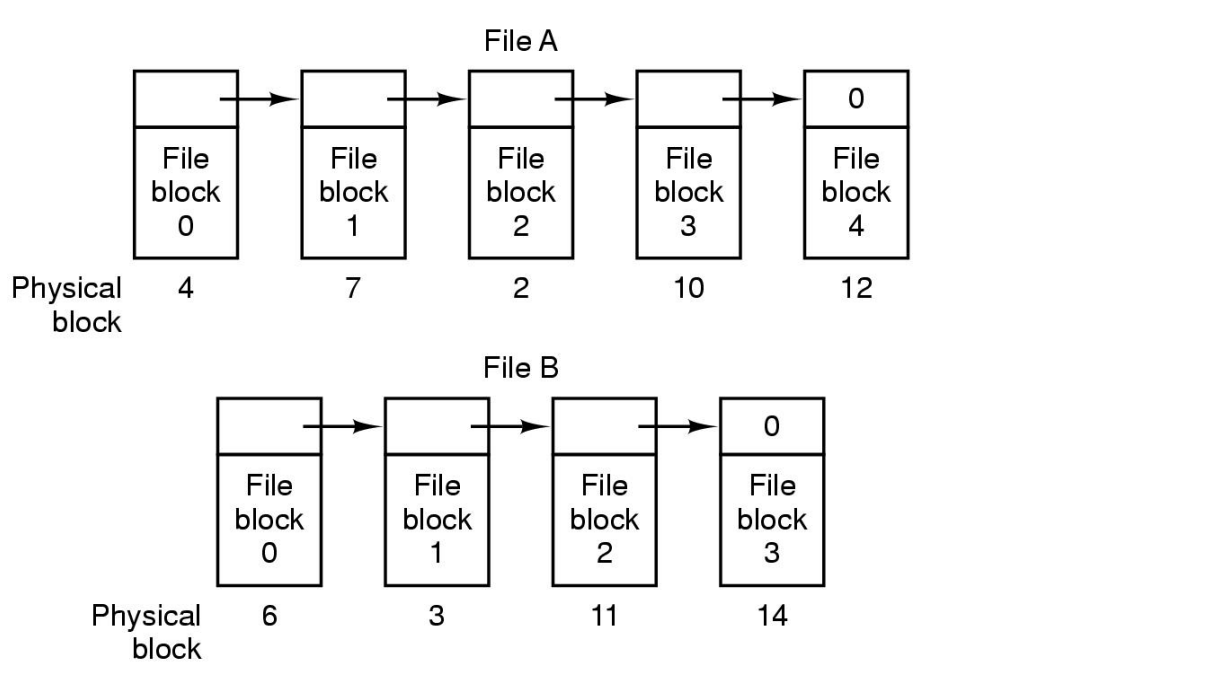 File A
0
File block 0
File block 1
File block 2
File block 3
File block 4
Physical block
4 7 2 10 12
File B
0
File block 0
File block 1
File block 2
File block 3
Physical block
6 3 11 14